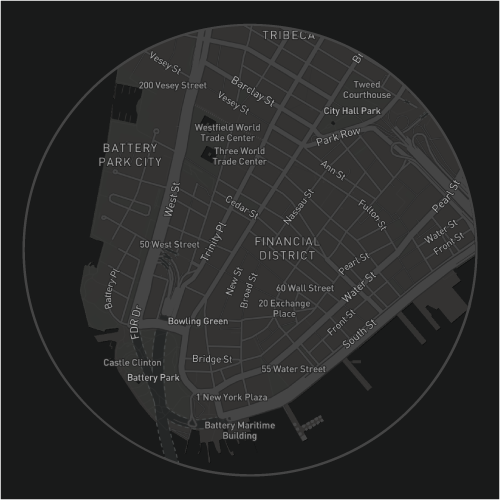 TRIBECA
Vesey St
Barclay St
200 Vesey Street
Vesey St
Tweed
Courthouse
City Hall Park
Westfield World
Trade Center
Park Row
BATTERY
PARK CITY
Three World
Trade Center
Ann St
West St
Cedar St
Nassau St
Fulton St
Pearl St
50 West Street
Trinity Pl
FINANCIAL
DISTRICT
Water St
Front St
Pearl St
Battery Pl
New St
Broad St
60 Wall Street
Water St
20 Exchange
Place
FDR Dr
Bowling Green
Front St
South St
Castle Clinton
Bridge St
Battery Park
55 Water Street
1 New York Plaza
Battery Maritime
Building